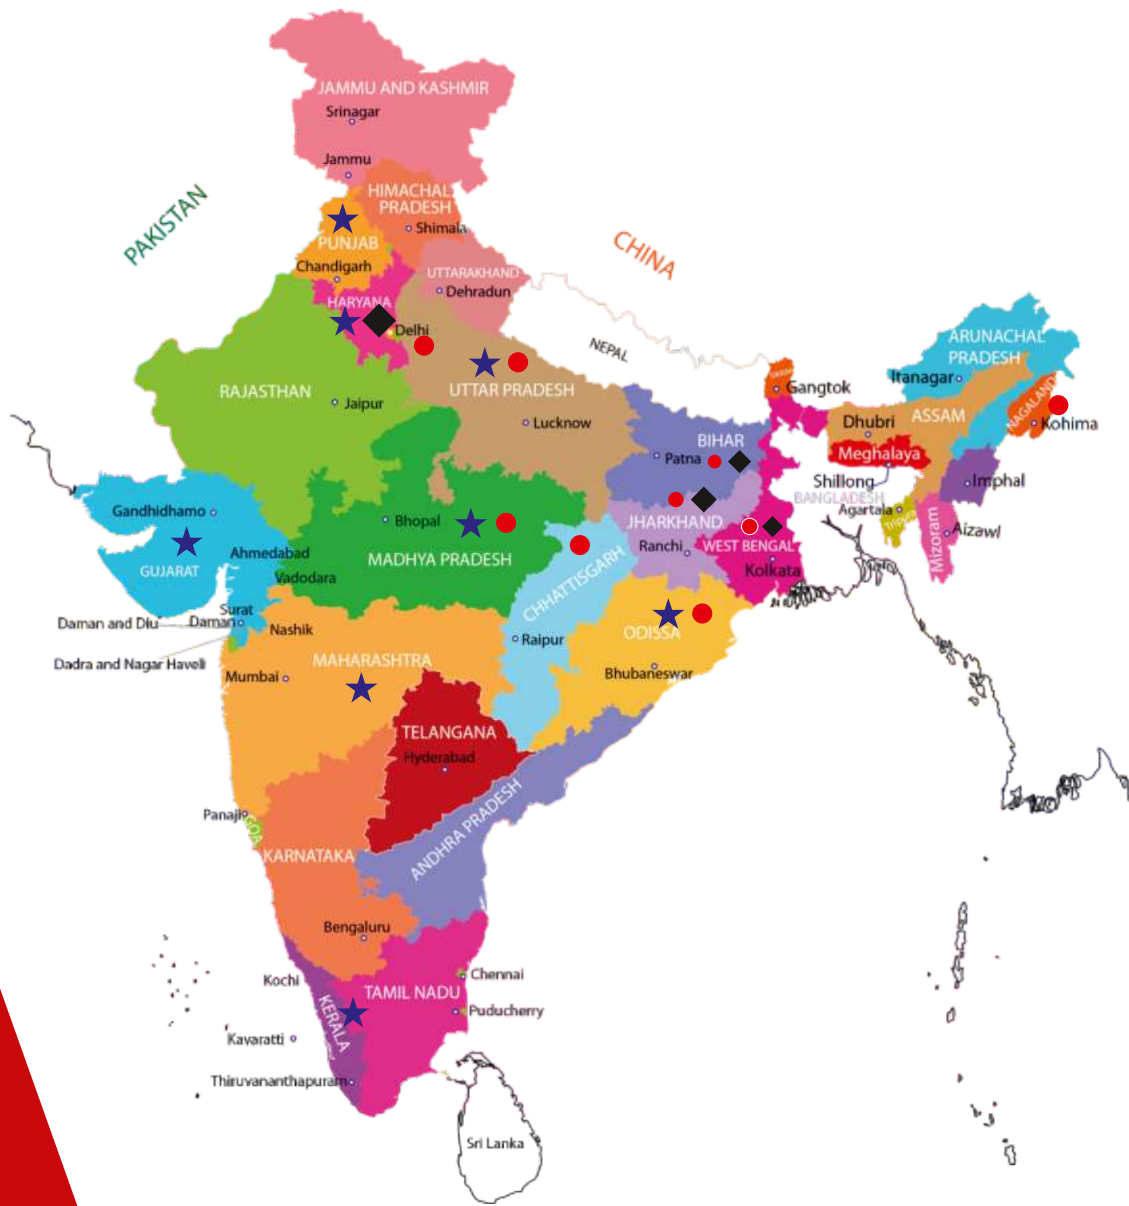 JAMMU AND KASHMIR
Srinagar
Jammu
HIMACHAL
PRADESH
Shimala
PAKISTAN
PUNJAB
Chandigarh
CHINA
UTTARAKHAND
Dehradun
HARYANA
Delhi
NEPAL
ARUNACHAL
PRADESH
Itanagar
RAJASTHAN
Jaipur
UTTAR PRADESH
Lucknow
Gangtok
ASSAM
NAGALAND
Kohima
Dhubri
BIHAR
Patna
Meghalaya
Shillong
Imphal
BANGLADESH
Agartala
Tripura
Mizoram
Aizawl
Gandhidhamo
GUJARAT
Ahmedabad
Vadodara
Bhopal
MADHYA PRADESH
JHARKHAND
Ranchi
WEST BENGAL
Kolkata
CHHATTISGARH
Raipur
ODISSA
Bhubaneswar
Surat
Daman and Diu
Daman
Nashik
Dadra and Nagar Haveli
MAHARASHTRA
Mumbai
TELANGANA
Hyderabad
ANDHRA PRADESH
Panaji
GOA
KARNATAKA
Bengaluru
Chennai
Kochi
TAMIL NADU
Puducherry
KERALA
Kavaratti
Thiruvananthapuram
Sri Lanka